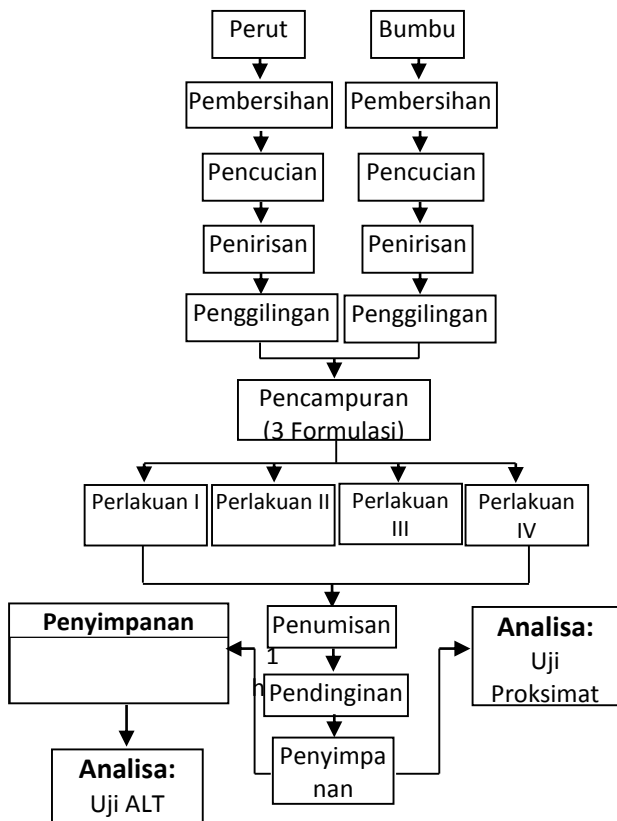 Perut
Bumbu
Pembersihan
Pembersihan
Pencucian
Pencucian
Penirisan
Penirisan
Penggilingan
Penggilingan
Pencampuran
(3 Formulasi)
Perlakuan I
Perlakuan II
Perlakuan
III
Perlakuan
IV
Penyimpanan
1
h
Penumisan
Pendinginan
Penyimpa
nan
Analisa:
Uji
Proksimat
Analisa:
Uji ALT